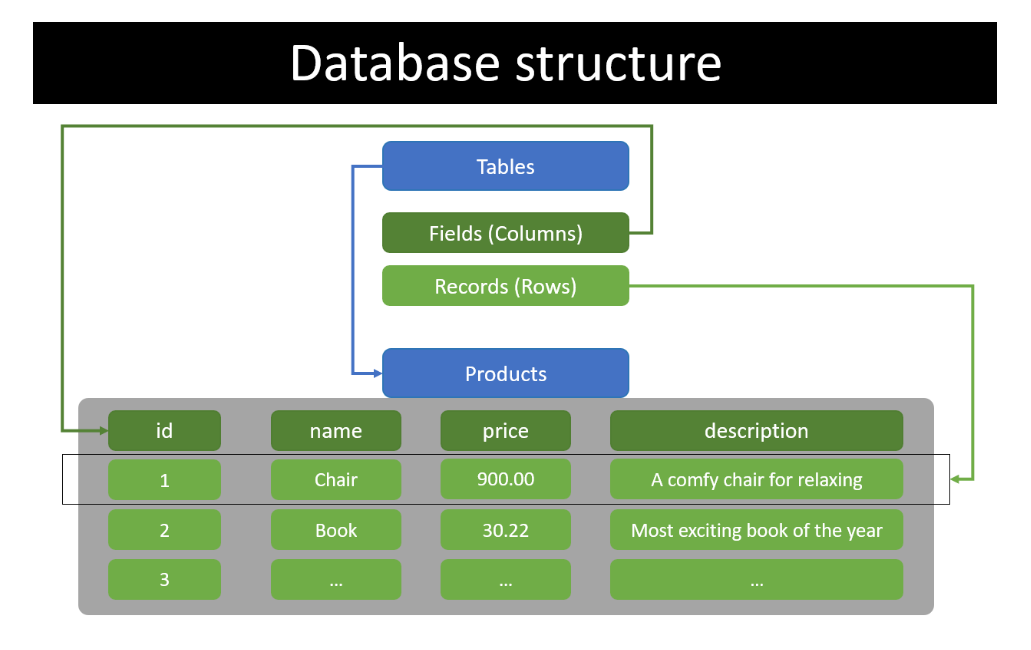 Database structure
Tables
Fields (Columns)
Records (Rows)
Products
id name price description
1 Chair 900.00 A comfy chair for relaxing
2 Book 30.22 Most exciting book of the year
3 ... ... ...